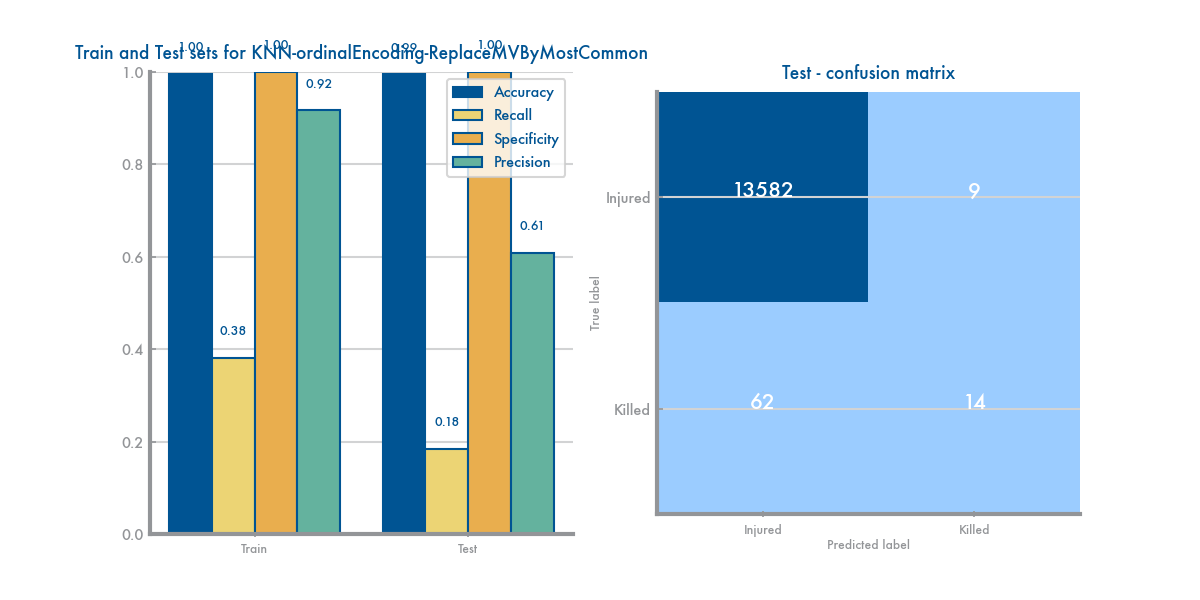 Train and Test sets for KNN-ordinalEncoding-ReplaceMVByMostCommon
1.00
1.00
0.99
1.00
0.92
0.38
0.18
0.61
Accuracy
Recall
Specificity
Precision
1.0
0.8
0.6
0.4
0.2
0.0
Train
Test
Test - confusion matrix
True label
Injured
Killed
13582
9
62
14
Injured
Killed
Predicted label